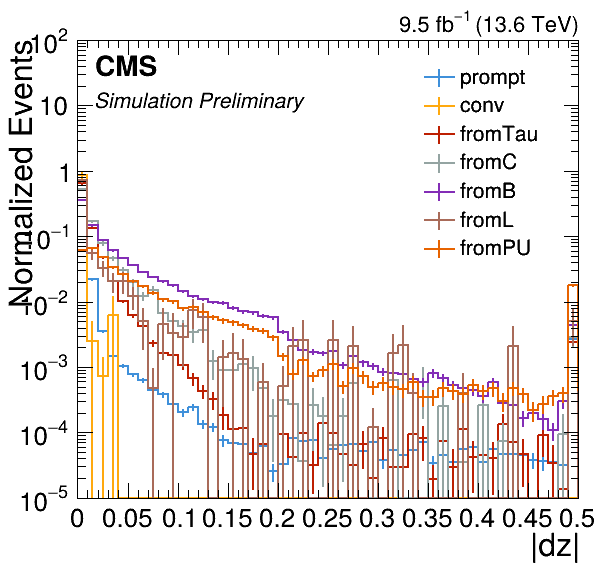 9.5 fb⁻¹ (13.6 TeV)
CMS
Simulation Preliminary
prompt
conv
fromTau
fromC
fromB
fromL
fromPU
Normalized Events
10²
10
1
10⁻¹
10⁻²
10⁻³
10⁻⁴
10⁻⁵
0 0.05 0.1 0.15 0.2 0.25 0.3 0.35 0.4 0.45 0.5
|dz|